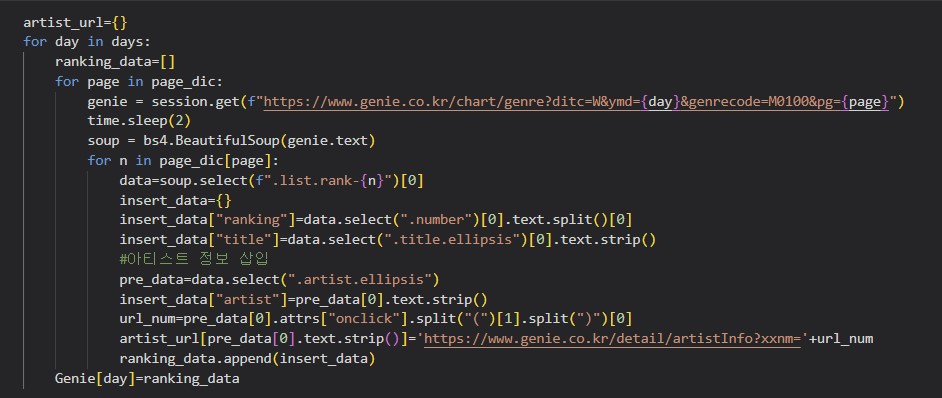 artist_url={}
for day in days:
    ranking_data=[]
    for page in page_dic:
        genie = session.get(f"https://www.genie.co.kr/chart/genre?ditc=W&ymd={day}&genrecode=M0100&pg={page}")
        time.sleep(2)
        soup = bs4.BeautifulSoup(genie.text)
        for n in page_dic[page]:
            data=soup.select(f".list.rank-{n}")[0]
            insert_data={}
            insert_data["ranking"]=data.select(".number")[0].text.split()[0]
            insert_data["title"]=data.select(".title.ellipsis")[0].text.strip()
            #아티스트 정보 삽입
            pre_data=data.select(".artist.ellipsis")
            insert_data["artist"]=pre_data[0].text.strip()
            url_num=pre_data[0].attrs["onclick"].split("(")[1].split(")")[0]
            artist_url[pre_data[0].text.strip()]='https://www.genie.co.kr/detail/artistInfo?xxnm='+url_num
            ranking_data.append(insert_data)
    Genie[day]=ranking_data